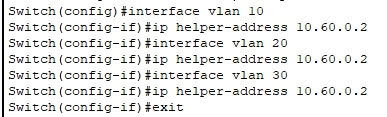 Switch(config)#interface vlan 10
Switch(config-if)#ip helper-address 10.60.0.2
Switch(config-if)#interface vlan 20
Switch(config-if)#ip helper-address 10.60.0.2
Switch(config-if)#interface vlan 30
Switch(config-if)#ip helper-address 10.60.0.2
Switch(config-if)#exit